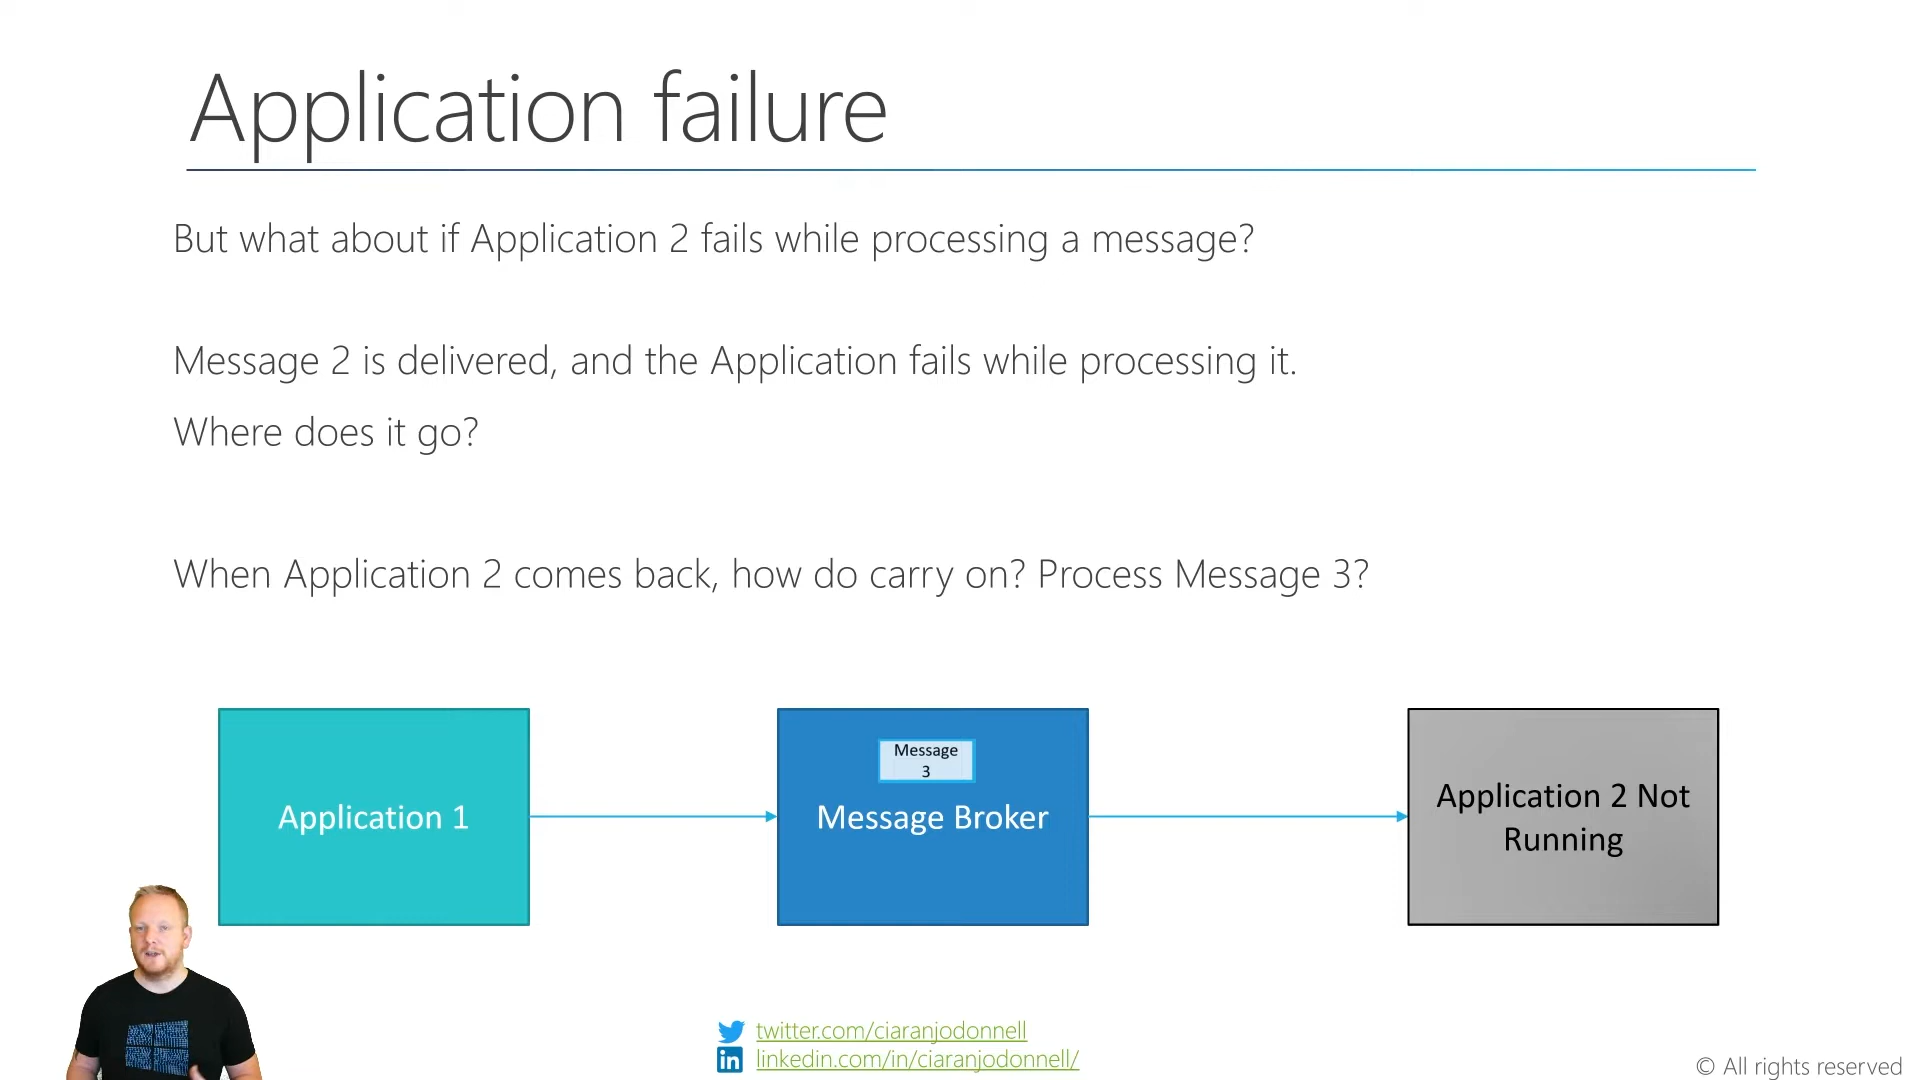 Application failure
But what about if Application 2 fails while processing a message?
Message 2 is delivered, and the Application fails while processing it.
Where does it go?
When Application 2 comes back, how do carry on? Process Message 3?
Application 1
Message
3
Message Broker
Application 2 Not
Running
twitter.com/ciaranjodonnell
linkedin.com/in/ciaranjodonnell/
© All rights reserved